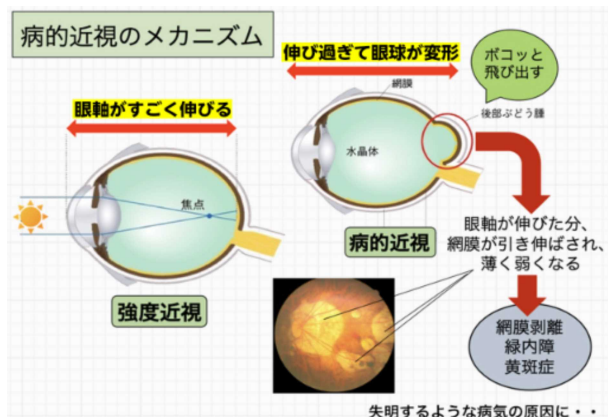 病的近視のメカニズム
眼軸がすごく伸びる
焦点
強度近視
伸び過ぎて眼球が変形
網膜
水晶体
病的近視
ボコッと
飛び出す
後部ぶどう腫
眼軸が伸びた分、
網膜が引き伸ばされ、
薄く弱くなる
網膜剥離
緑内障
黄斑症
失明するような病気の原因に・・